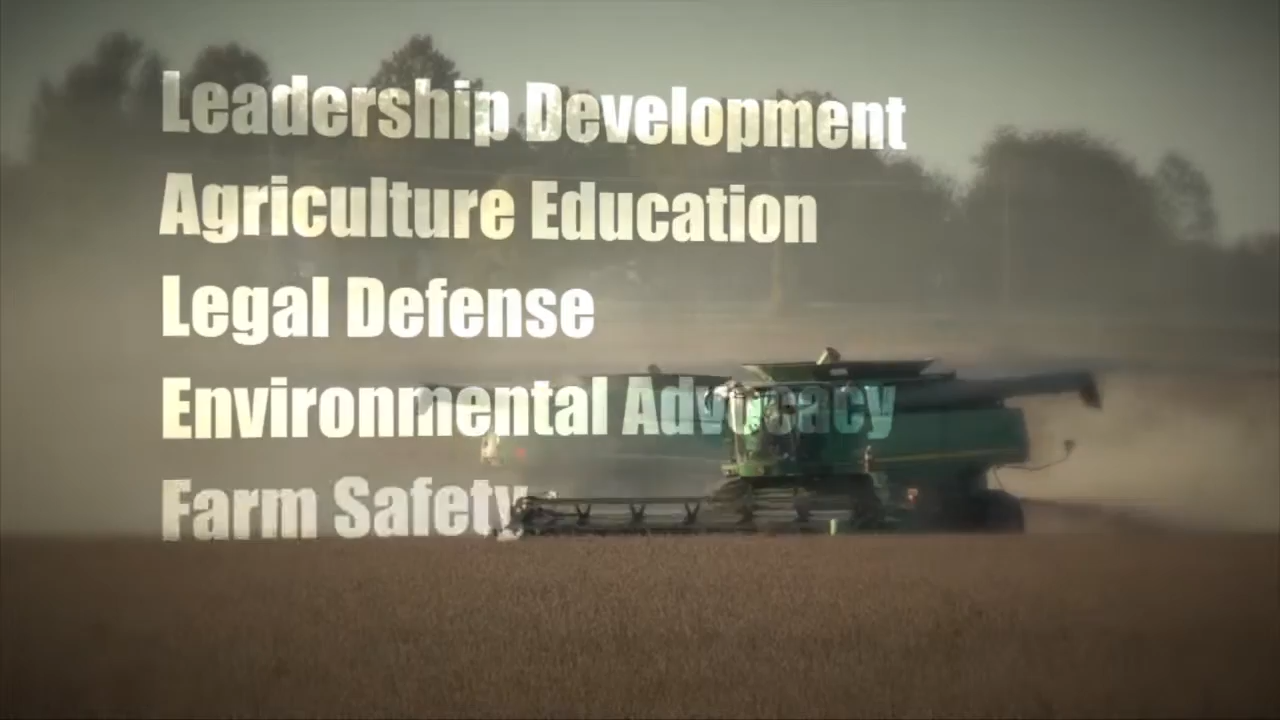 Leadership Development
Agriculture Education
Legal Defense
Environmental Advocacy
Farm Safety